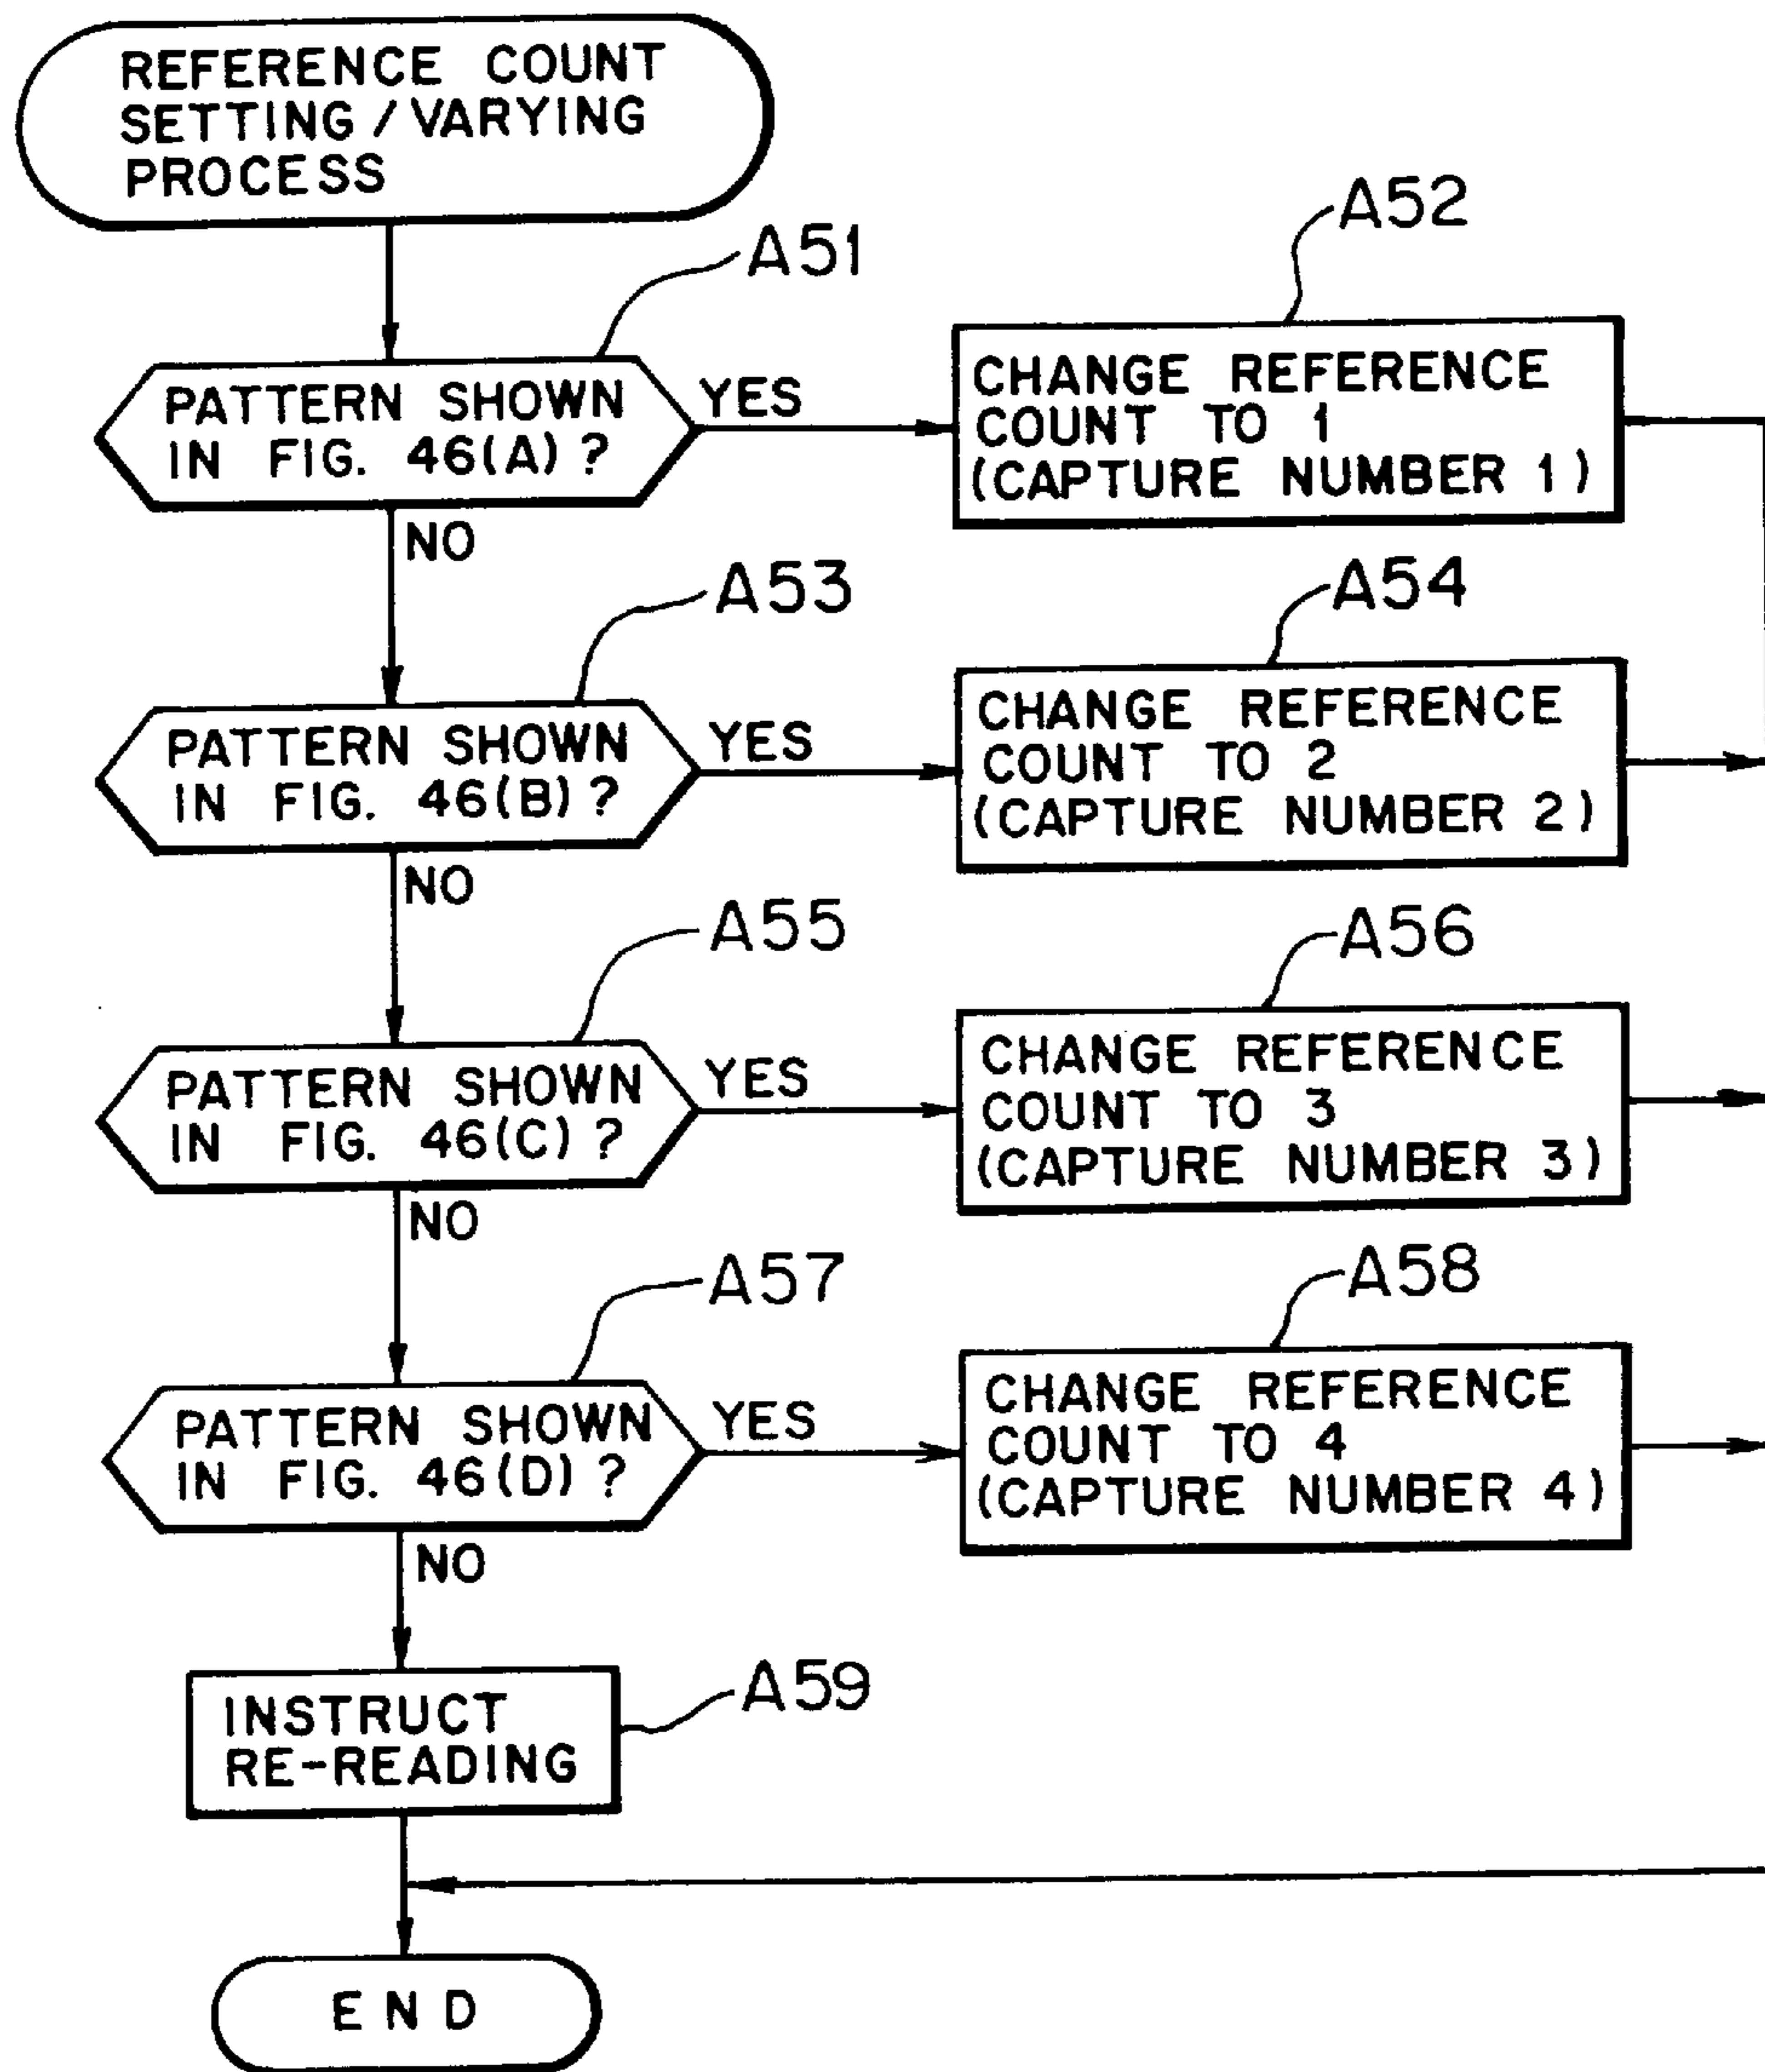 REFERENCE COUNT
SETTING/VARYING
PROCESS
A51
A52
PATTERN SHOWN
IN FIG. 46(A)?
YES
CHANGE REFERENCE
COUNT TO 1
(CAPTURE NUMBER 1)
NO
A53
A54
PATTERN SHOWN
IN FIG. 46(B)?
YES
CHANGE REFERENCE
COUNT TO 2
(CAPTURE NUMBER 2)
NO
A55
A56
PATTERN SHOWN
IN FIG. 46(C)?
YES
CHANGE REFERENCE
COUNT TO 3
(CAPTURE NUMBER 3)
NO
A57
A58
PATTERN SHOWN
IN FIG. 46(D)?
YES
CHANGE REFERENCE
COUNT TO 4
(CAPTURE NUMBER 4)
NO
A59
INSTRUCT
RE-READING
END